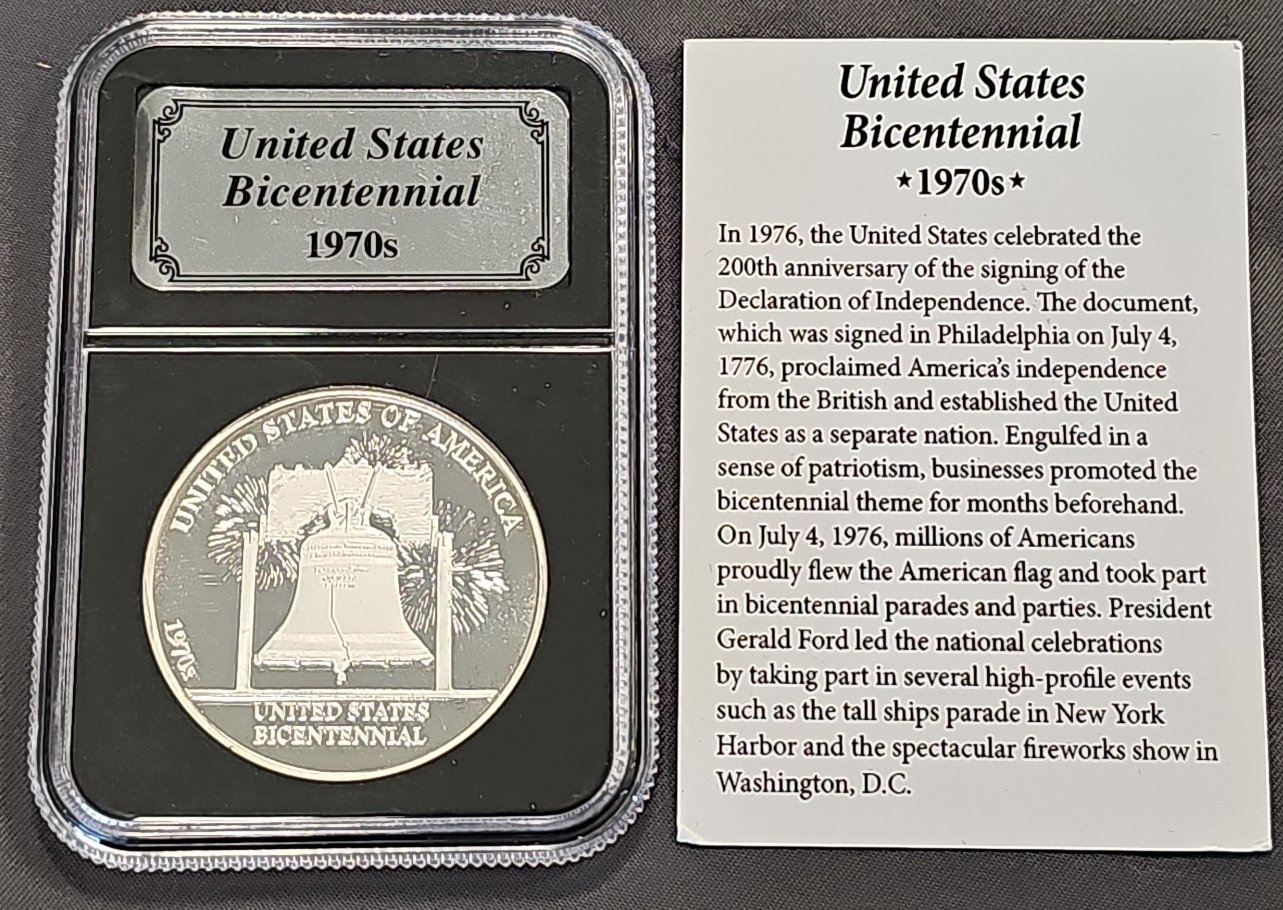 United States
Bicentennial
1970s
UNITED STATES OF AMERICA
1970s
UNITED STATES
BICENTENNIAL
United States
Bicentennial
★1970s★
In 1976, the United States celebrated the
200th anniversary of the signing of the
Declaration of Independence. The document,
which was signed in Philadelphia on July 4,
1776, proclaimed America’s independence
from the British and established the United
States as a separate nation. Engulfed in a
sense of patriotism, businesses promoted the
bicentennial theme for months beforehand.
On July 4, 1976, millions of Americans
proudly flew the American flag and took part
in bicentennial parades and parties. President
Gerald Ford led the national celebrations
by taking part in several high-profile events
such as the tall ships parade in New York
Harbor and the spectacular fireworks show in
Washington, D.C.